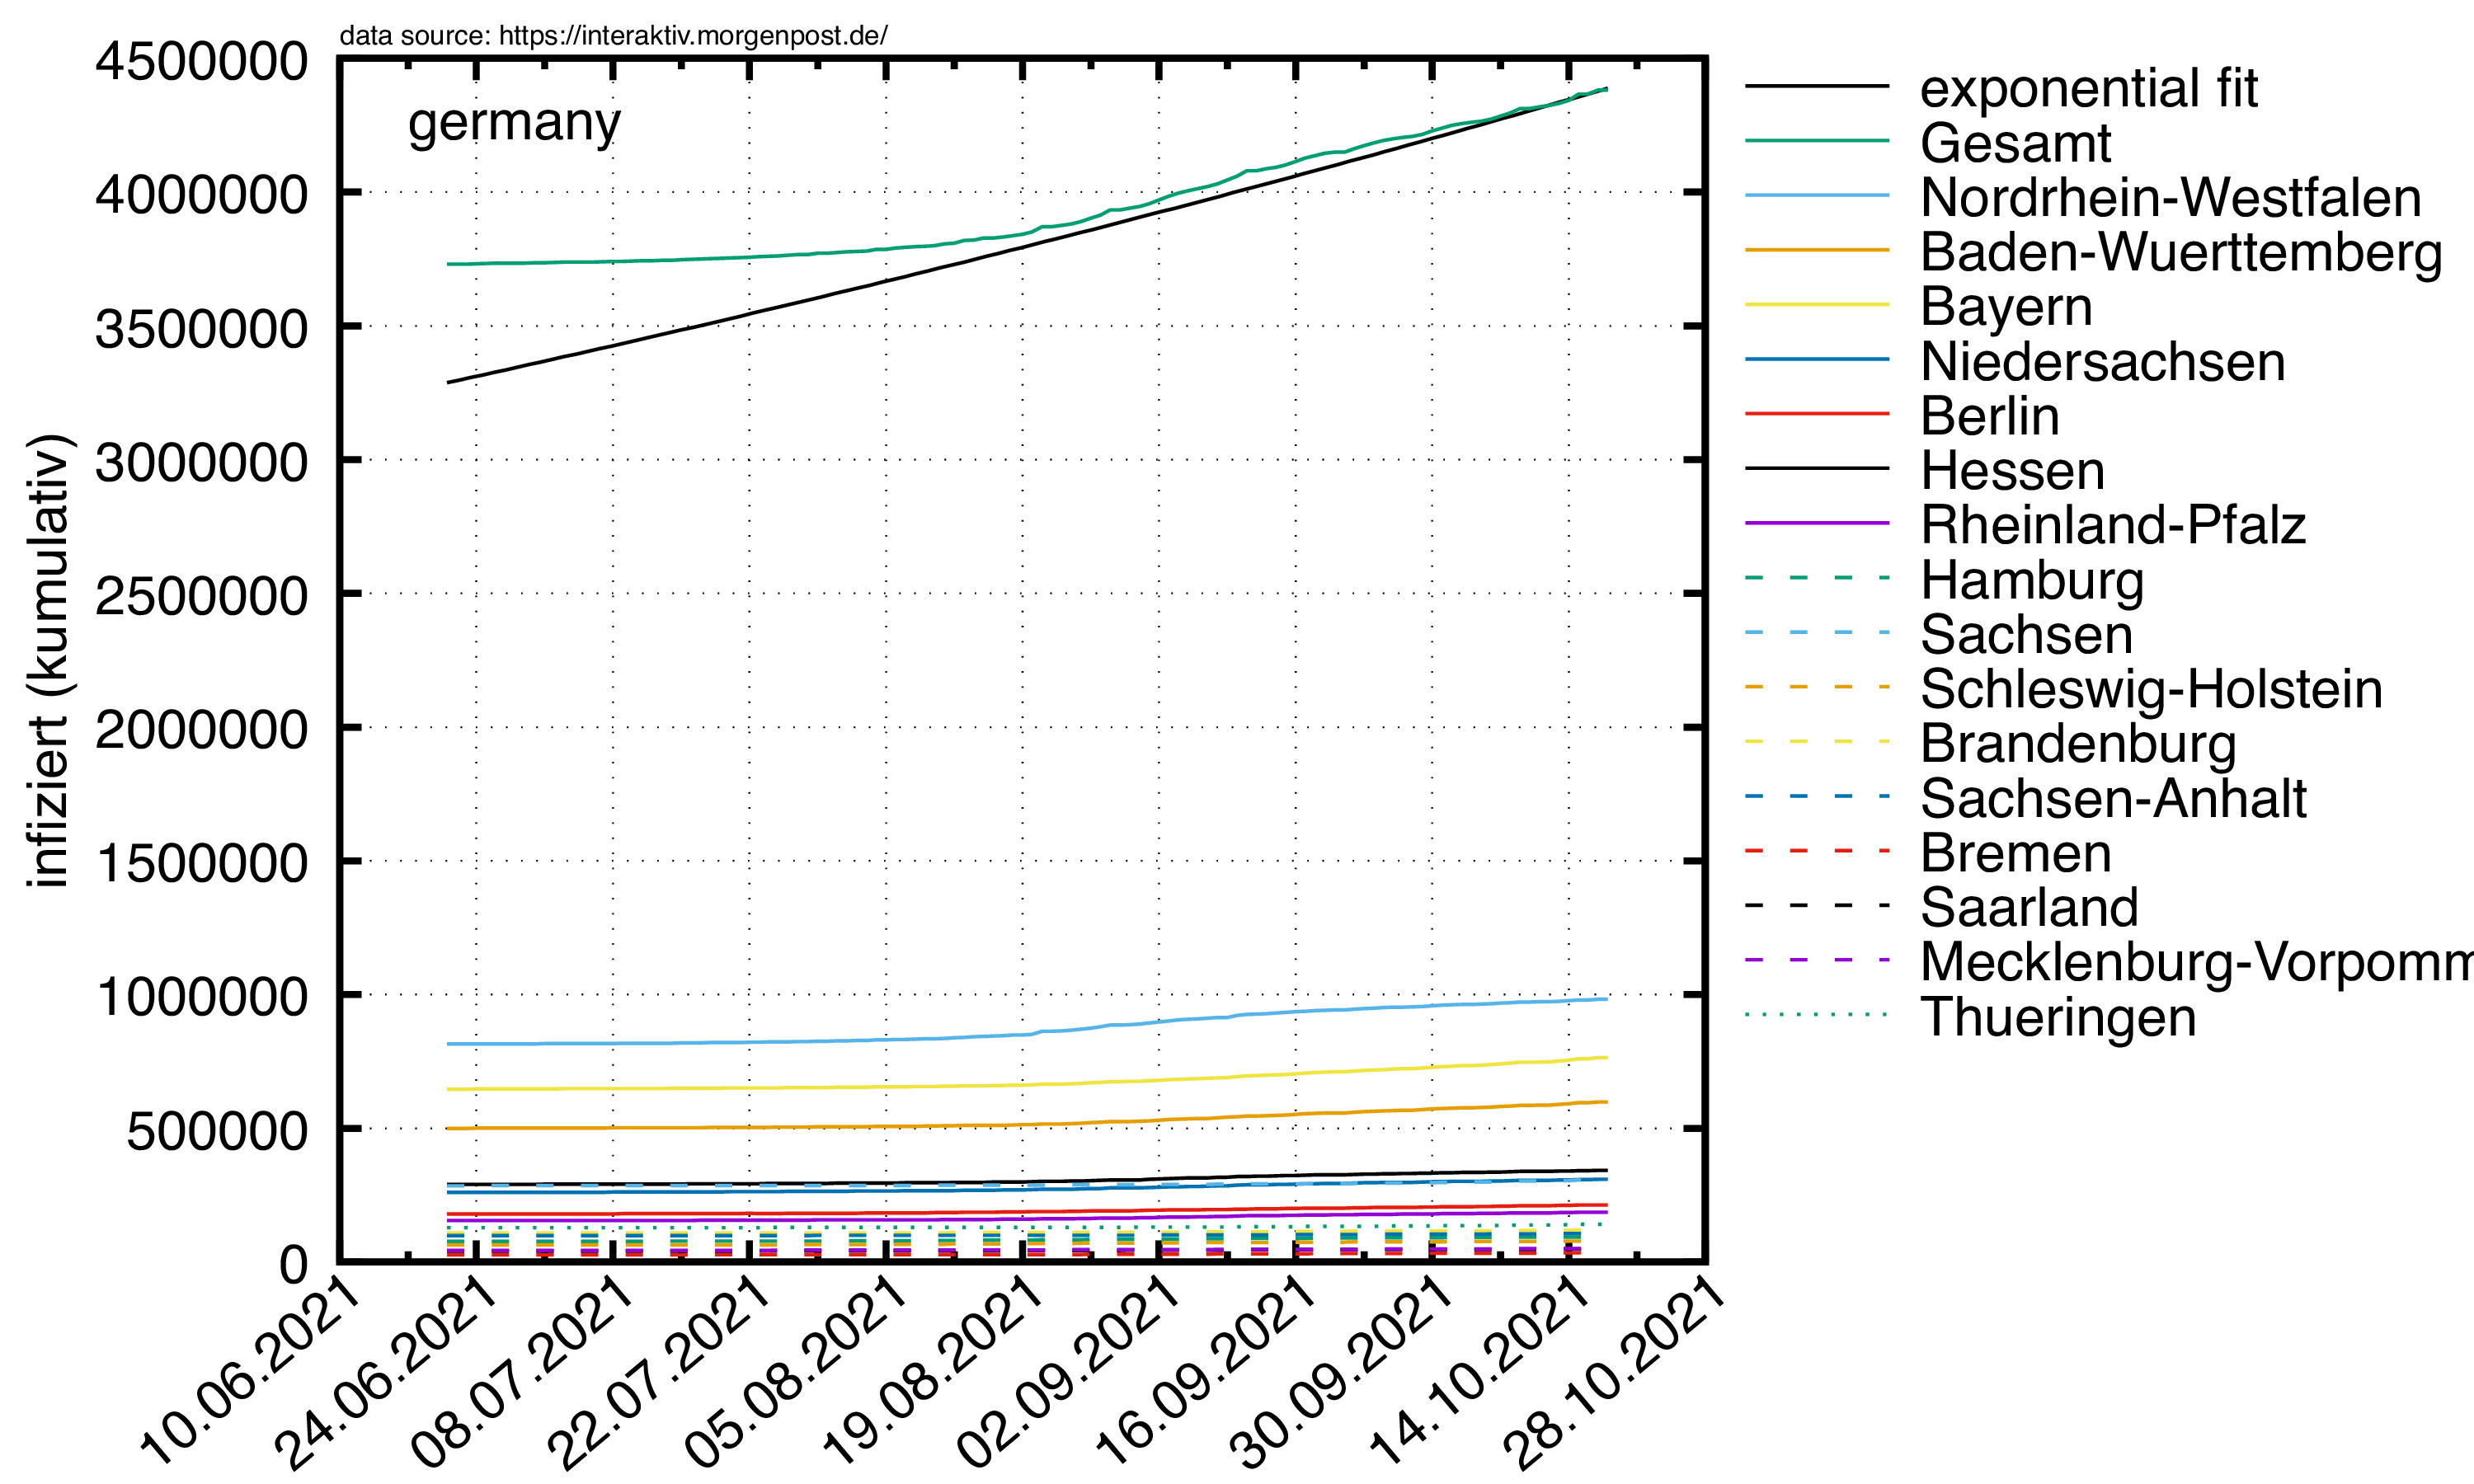 data source: https://interaktiv.morgenpost.de/
4500000
4000000
3500000
3000000
2500000
2000000
1500000
1000000
500000
0
infiziert (kumulativ)
germany
10.06.2021
24.06.2021
08.07.2021
22.07.2021
05.08.2021
19.08.2021
02.09.2021
16.09.2021
30.09.2021
14.10.2021
28.10.2021
exponential fit
Gesamt
Nordrhein-Westfalen
Baden-Wuerttemberg
Bayern
Niedersachsen
Berlin
Hessen
Rheinland-Pfalz
Hamburg
Sachsen
Schleswig-Holstein
Brandenburg
Sachsen-Anhalt
Bremen
Saarland
Mecklenburg-Vorpomm
Thueringen